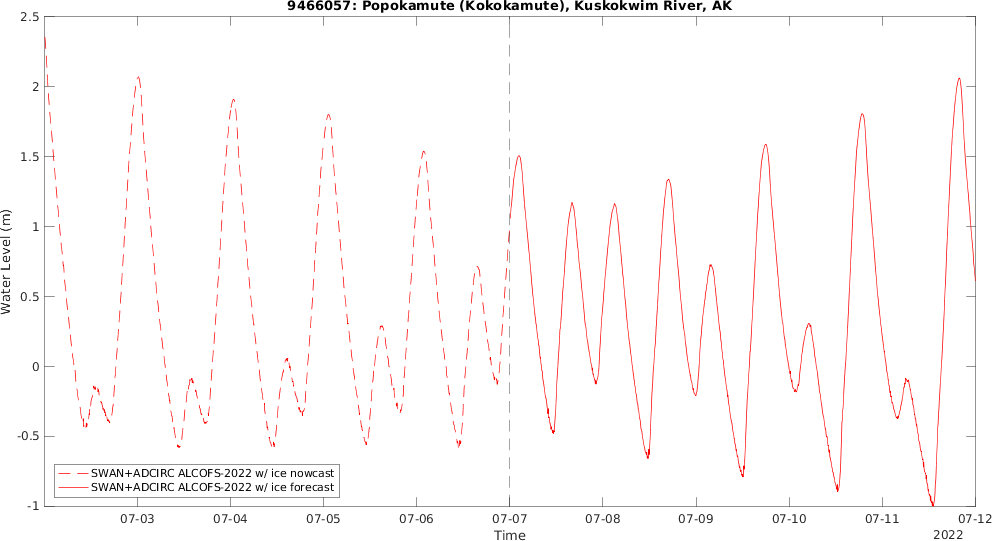 9466057: Popokamute (Kokokamute), Kuskokwim River, AK
2.5
2
1.5
1
0.5
0
-0.5
-1
Water Level (m)
SWAN+ADCIRC ALCOFS-2022 w/ ice nowcast
SWAN+ADCIRC ALCOFS-2022 w/ ice forecast
07-03 07-04 07-05 07-06 07-07 07-08 07-09 07-10 07-11 07-12
Time
2022